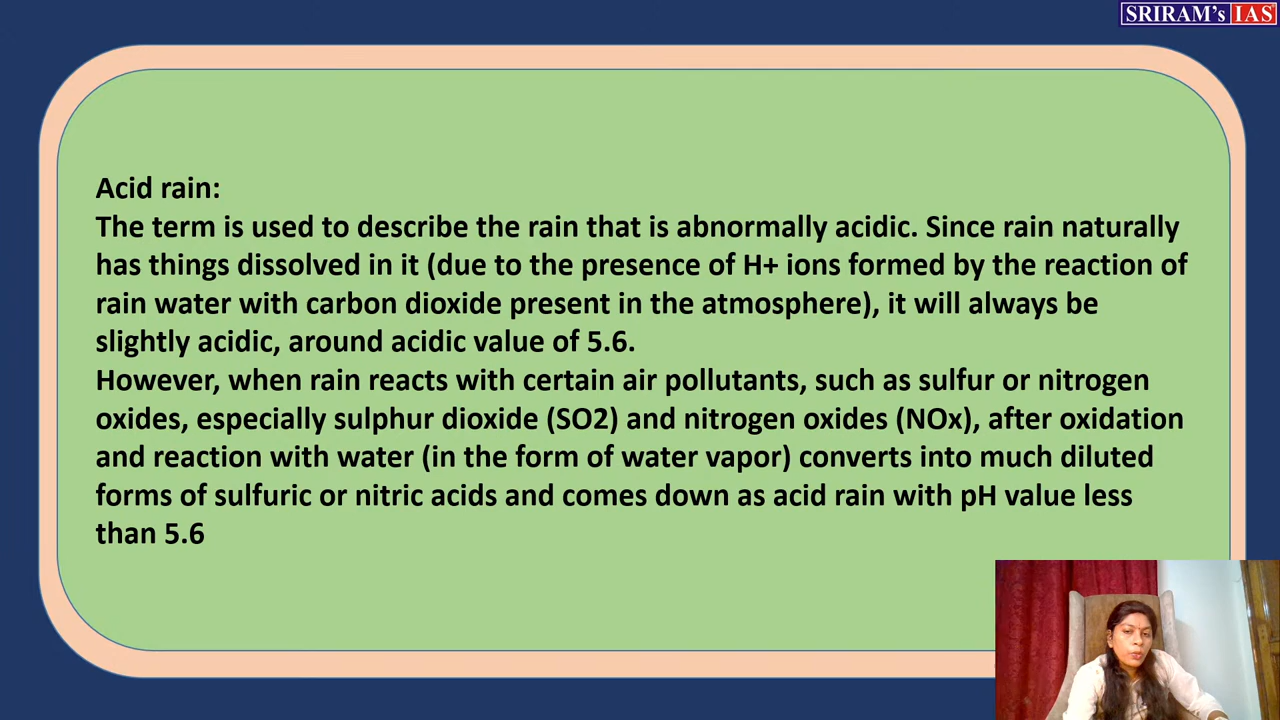 SRIRAM's IAS
Acid rain:
The term is used to describe the rain that is abnormally acidic. Since rain naturally
has things dissolved in it (due to the presence of H+ ions formed by the reaction of
rain water with carbon dioxide present in the atmosphere), it will always be
slightly acidic, around acidic value of 5.6.
However, when rain reacts with certain air pollutants, such as sulfur or nitrogen
oxides, especially sulphur dioxide (SO2) and nitrogen oxides (NOx), after oxidation
and reaction with water (in the form of water vapor) converts into much diluted
forms of sulfuric or nitric acids and comes down as acid rain with pH value less
than 5.6